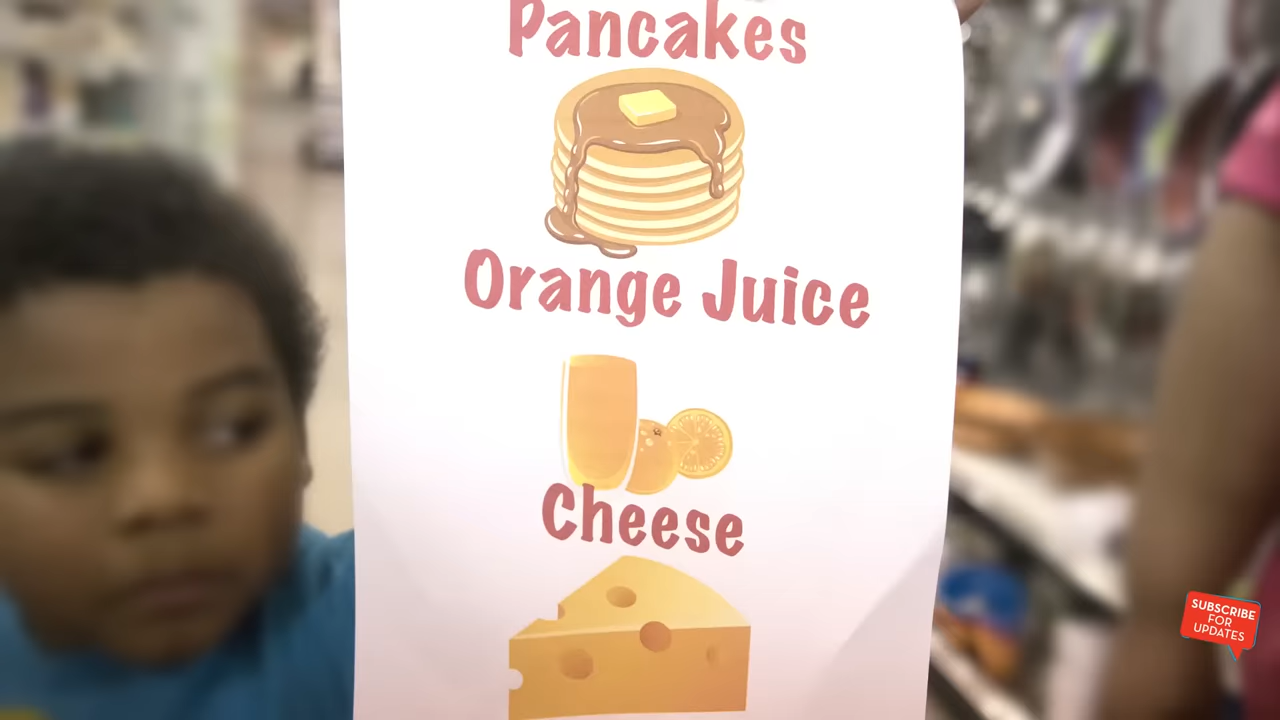 Pancakes
Orange Juice
Cheese
SUBSCRIBE
FOR
UPDATES